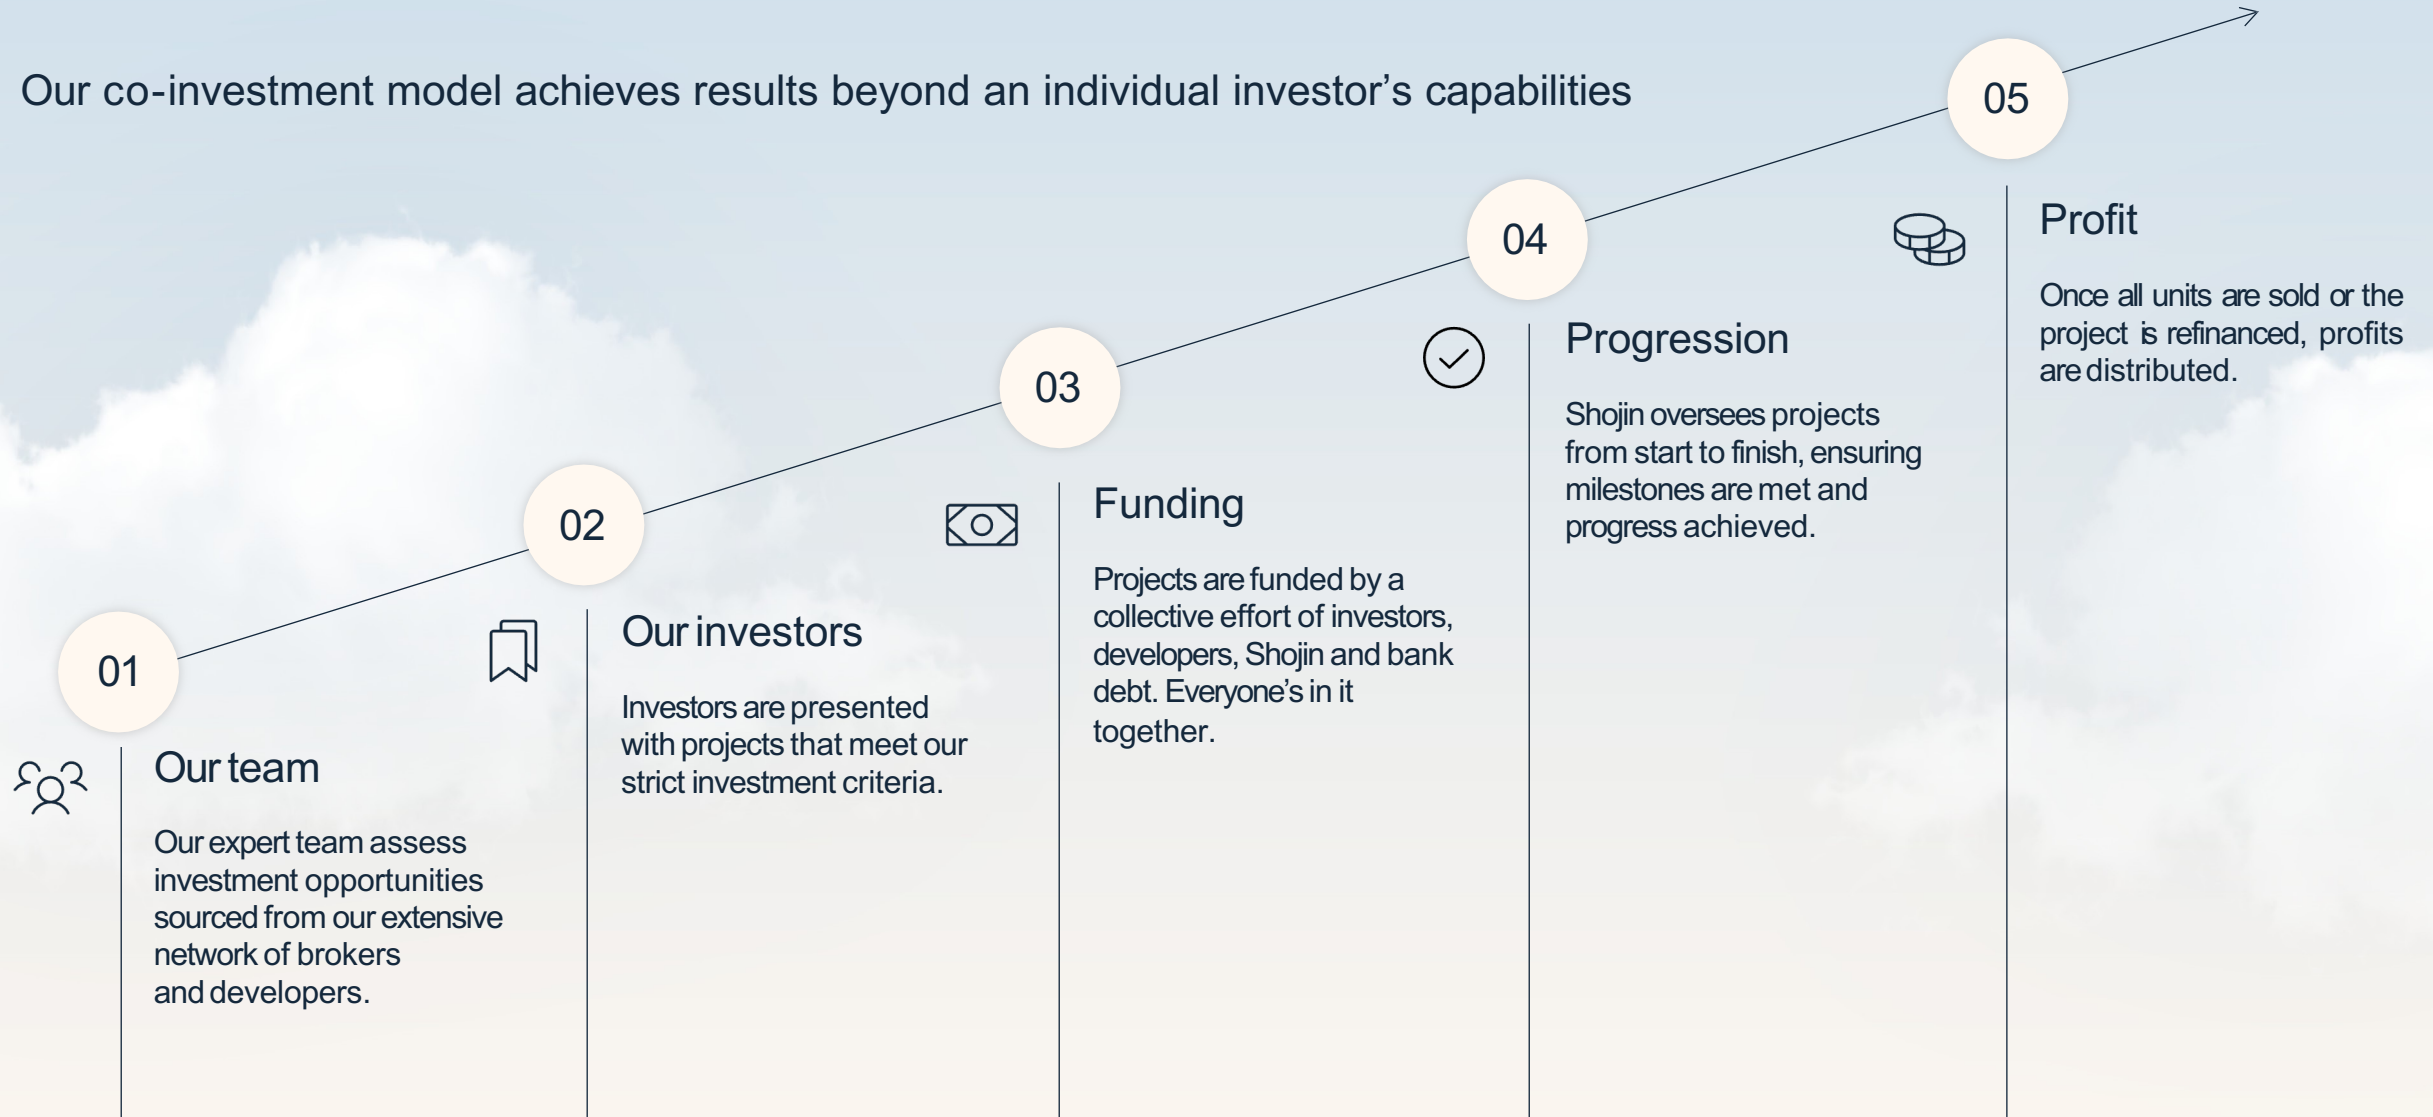 Our co-investment model achieves results beyond an individual investor’s capabilities
01
Our team
Our expert team assess
investment opportunities
sourced from our extensive
network of brokers
and developers.
02
Our investors
Investors are presented
with projects that meet our
strict investment criteria.
03
Funding
Projects are funded by a
collective effort of investors,
developers, Shojin and bank
debt. Everyone’s in it
together.
04
Progression
Shojin oversees projects
from start to finish, ensuring
milestones are met and
progress achieved.
05
Profit
Once all units are sold or the
project is refinanced, profits
are distributed.